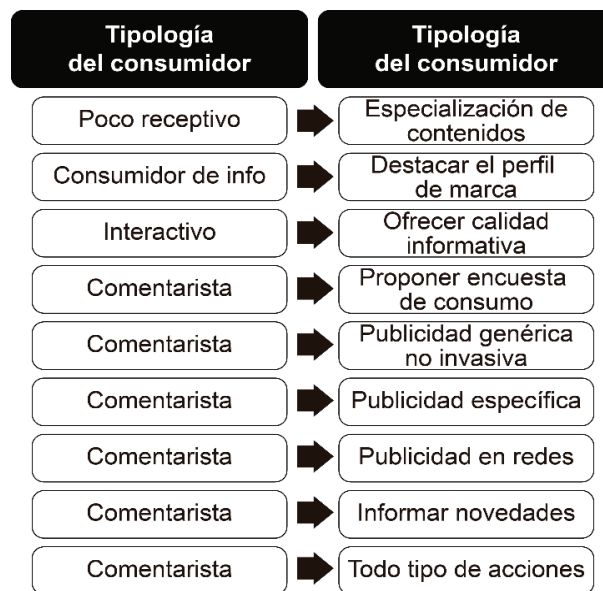 Tipología
del consumidor
Tipología
del consumidor
Poco receptivo
Especialización de
contenidos
Consumidor de info
Destacar el perfil
de marca
Interactivo
Ofrecer calidad
informativa
Comentarista
Proponer encuesta
de consumo
Comentarista
Publicidad genérica
no invasiva
Comentarista
Publicidad específica
Comentarista
Publicidad en redes
Comentarista
Informar novedades
Comentarista
Todo tipo de acciones